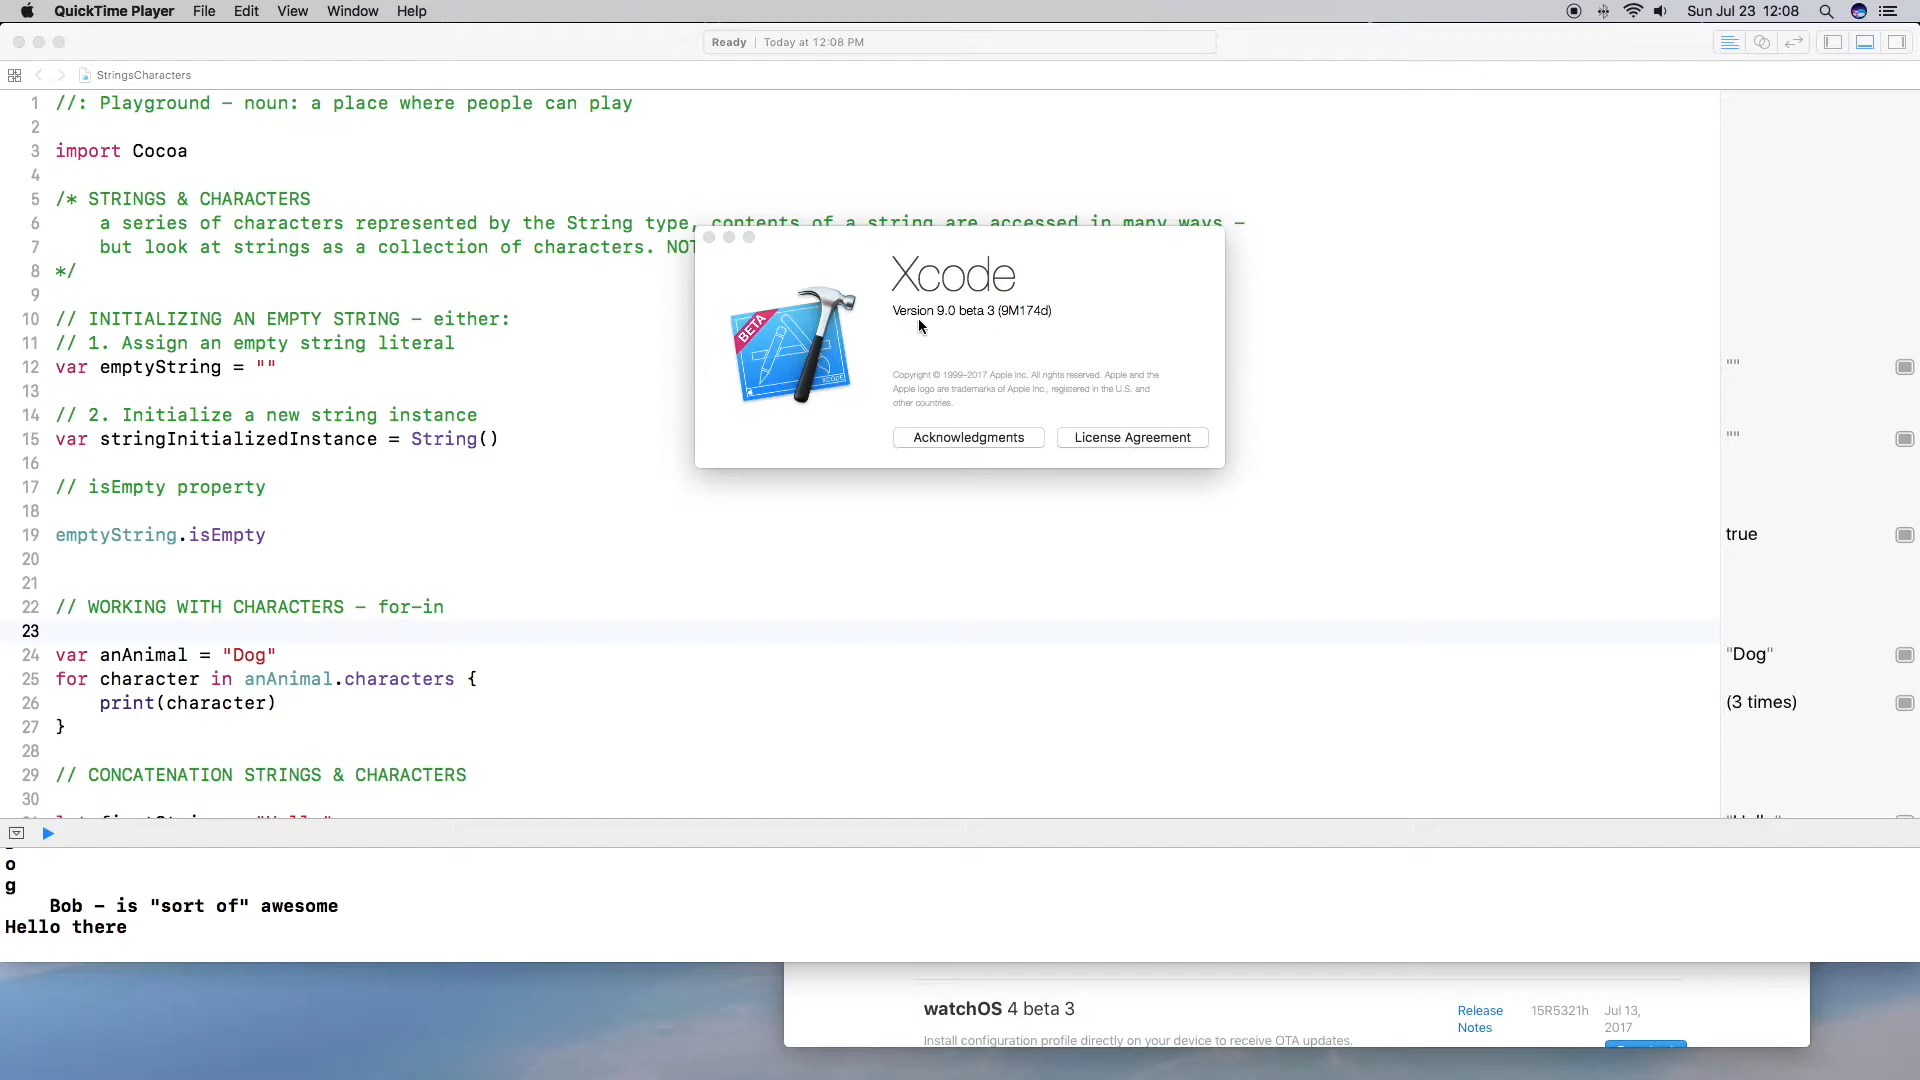 QuickTime Player File Edit View Window Help Sun Jul 23 12:08
Ready | Today at 12:08 PM
StringsCharacters
1 //: Playground – noun: a place where people can play
2
3 import Cocoa
4
5 /* STRINGS & CHARACTERS
6 a series of characters represented by the String type, contents of a string are accessed in many ways –
7 but look at strings as a collection of characters. NOT
8 */
9
10 // INITIALIZING AN EMPTY STRING – either:
11 // 1. Assign an empty string literal
12 var emptyString = "" ""
13
14 // 2. Initialize a new string instance
15 var stringInitializedInstance = String() ""
16
17 // isEmpty property
18
19 emptyString.isEmpty true
20
21
22 // WORKING WITH CHARACTERS – for-in
23
24 var anAnimal = "Dog" "Dog"
25 for character in anAnimal.characters {
26 print(character) (3 times)
27 }
28
29 // CONCATENATION STRINGS & CHARACTERS
30
Xcode
Version 9.0 beta 3 (9M174d)
BETA
XCODE
Copyright © 1999–2017 Apple Inc. All rights reserved. Apple and the
Apple logo are trademarks of Apple Inc., registered in the U.S. and
other countries.
Acknowledgments License Agreement
o
g
Bob – is "sort of" awesome
Hello there
watchOS 4 beta 3 Release Notes 15R5321h Jul 13, 2017
Install configuration profile directly on your device to receive OTA updates.